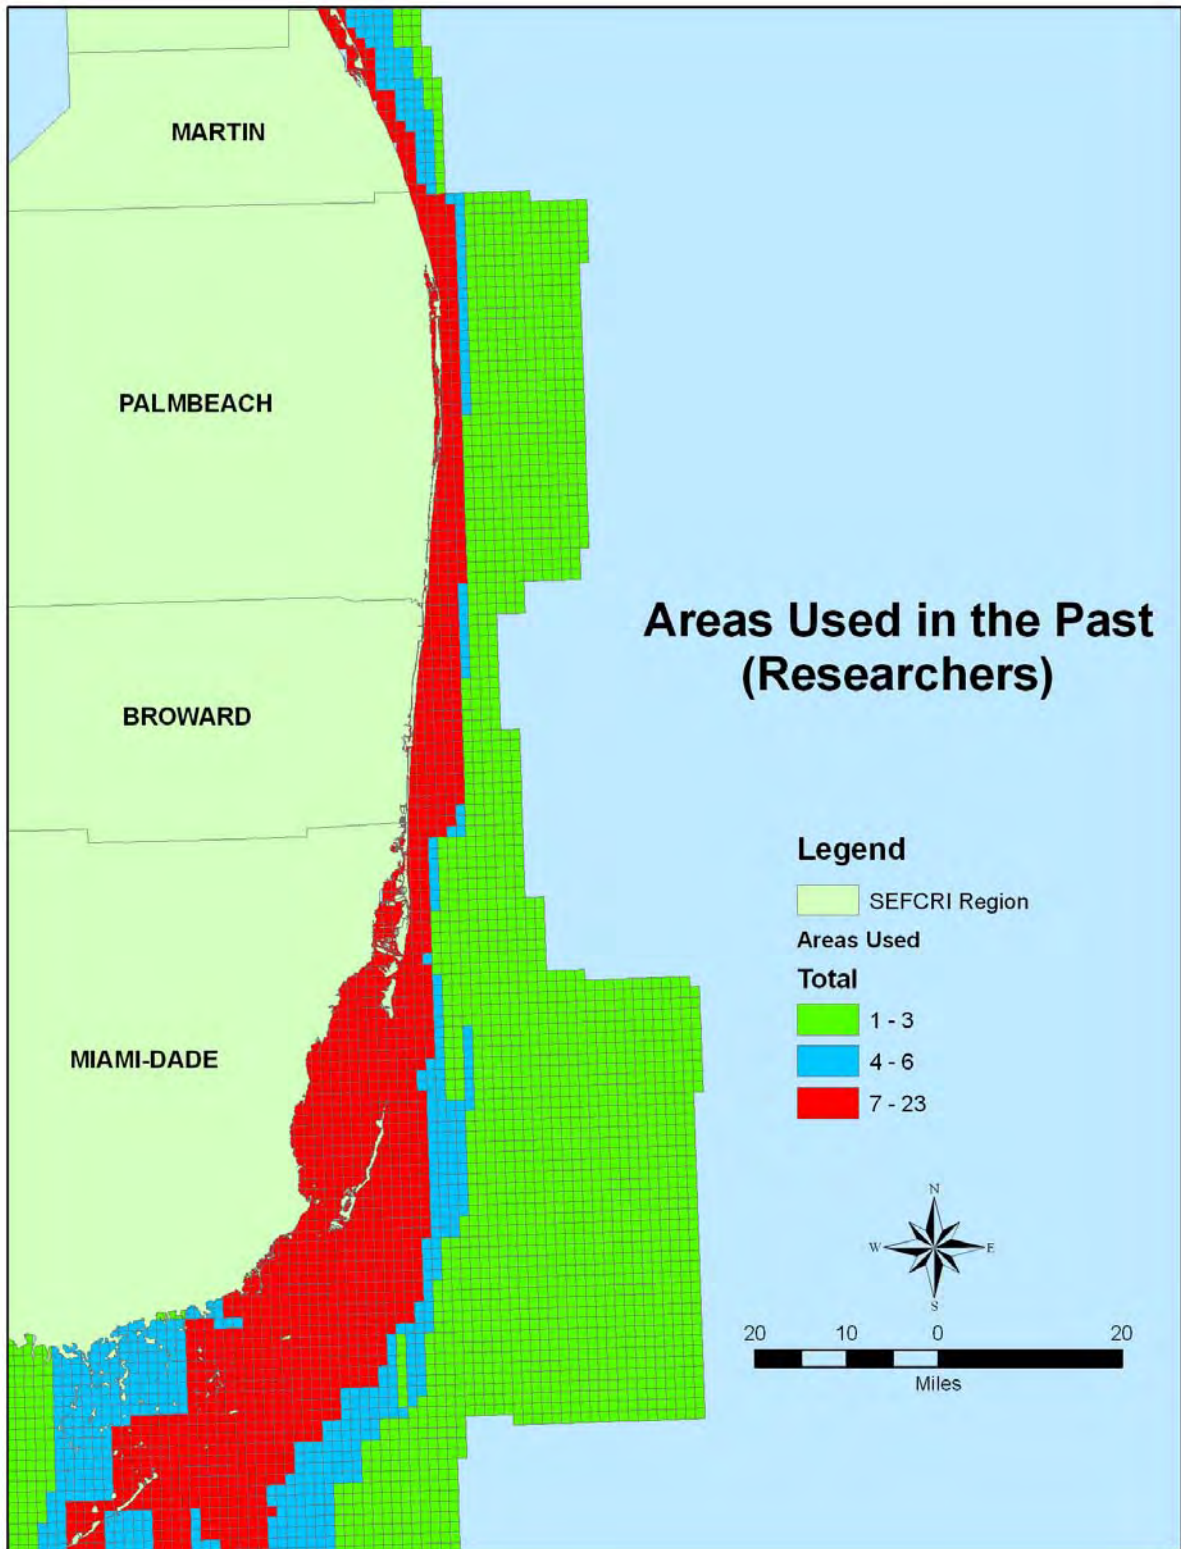 MARTIN
PALMBEACH
Areas Used in the Past
(Researchers)
BROWARD
Legend
SEFCRI Region
Areas Used
Total
1 - 3
4 - 6
7 - 23
MIAMI-DADE
N
W
E
S
20 10 0 20
Miles